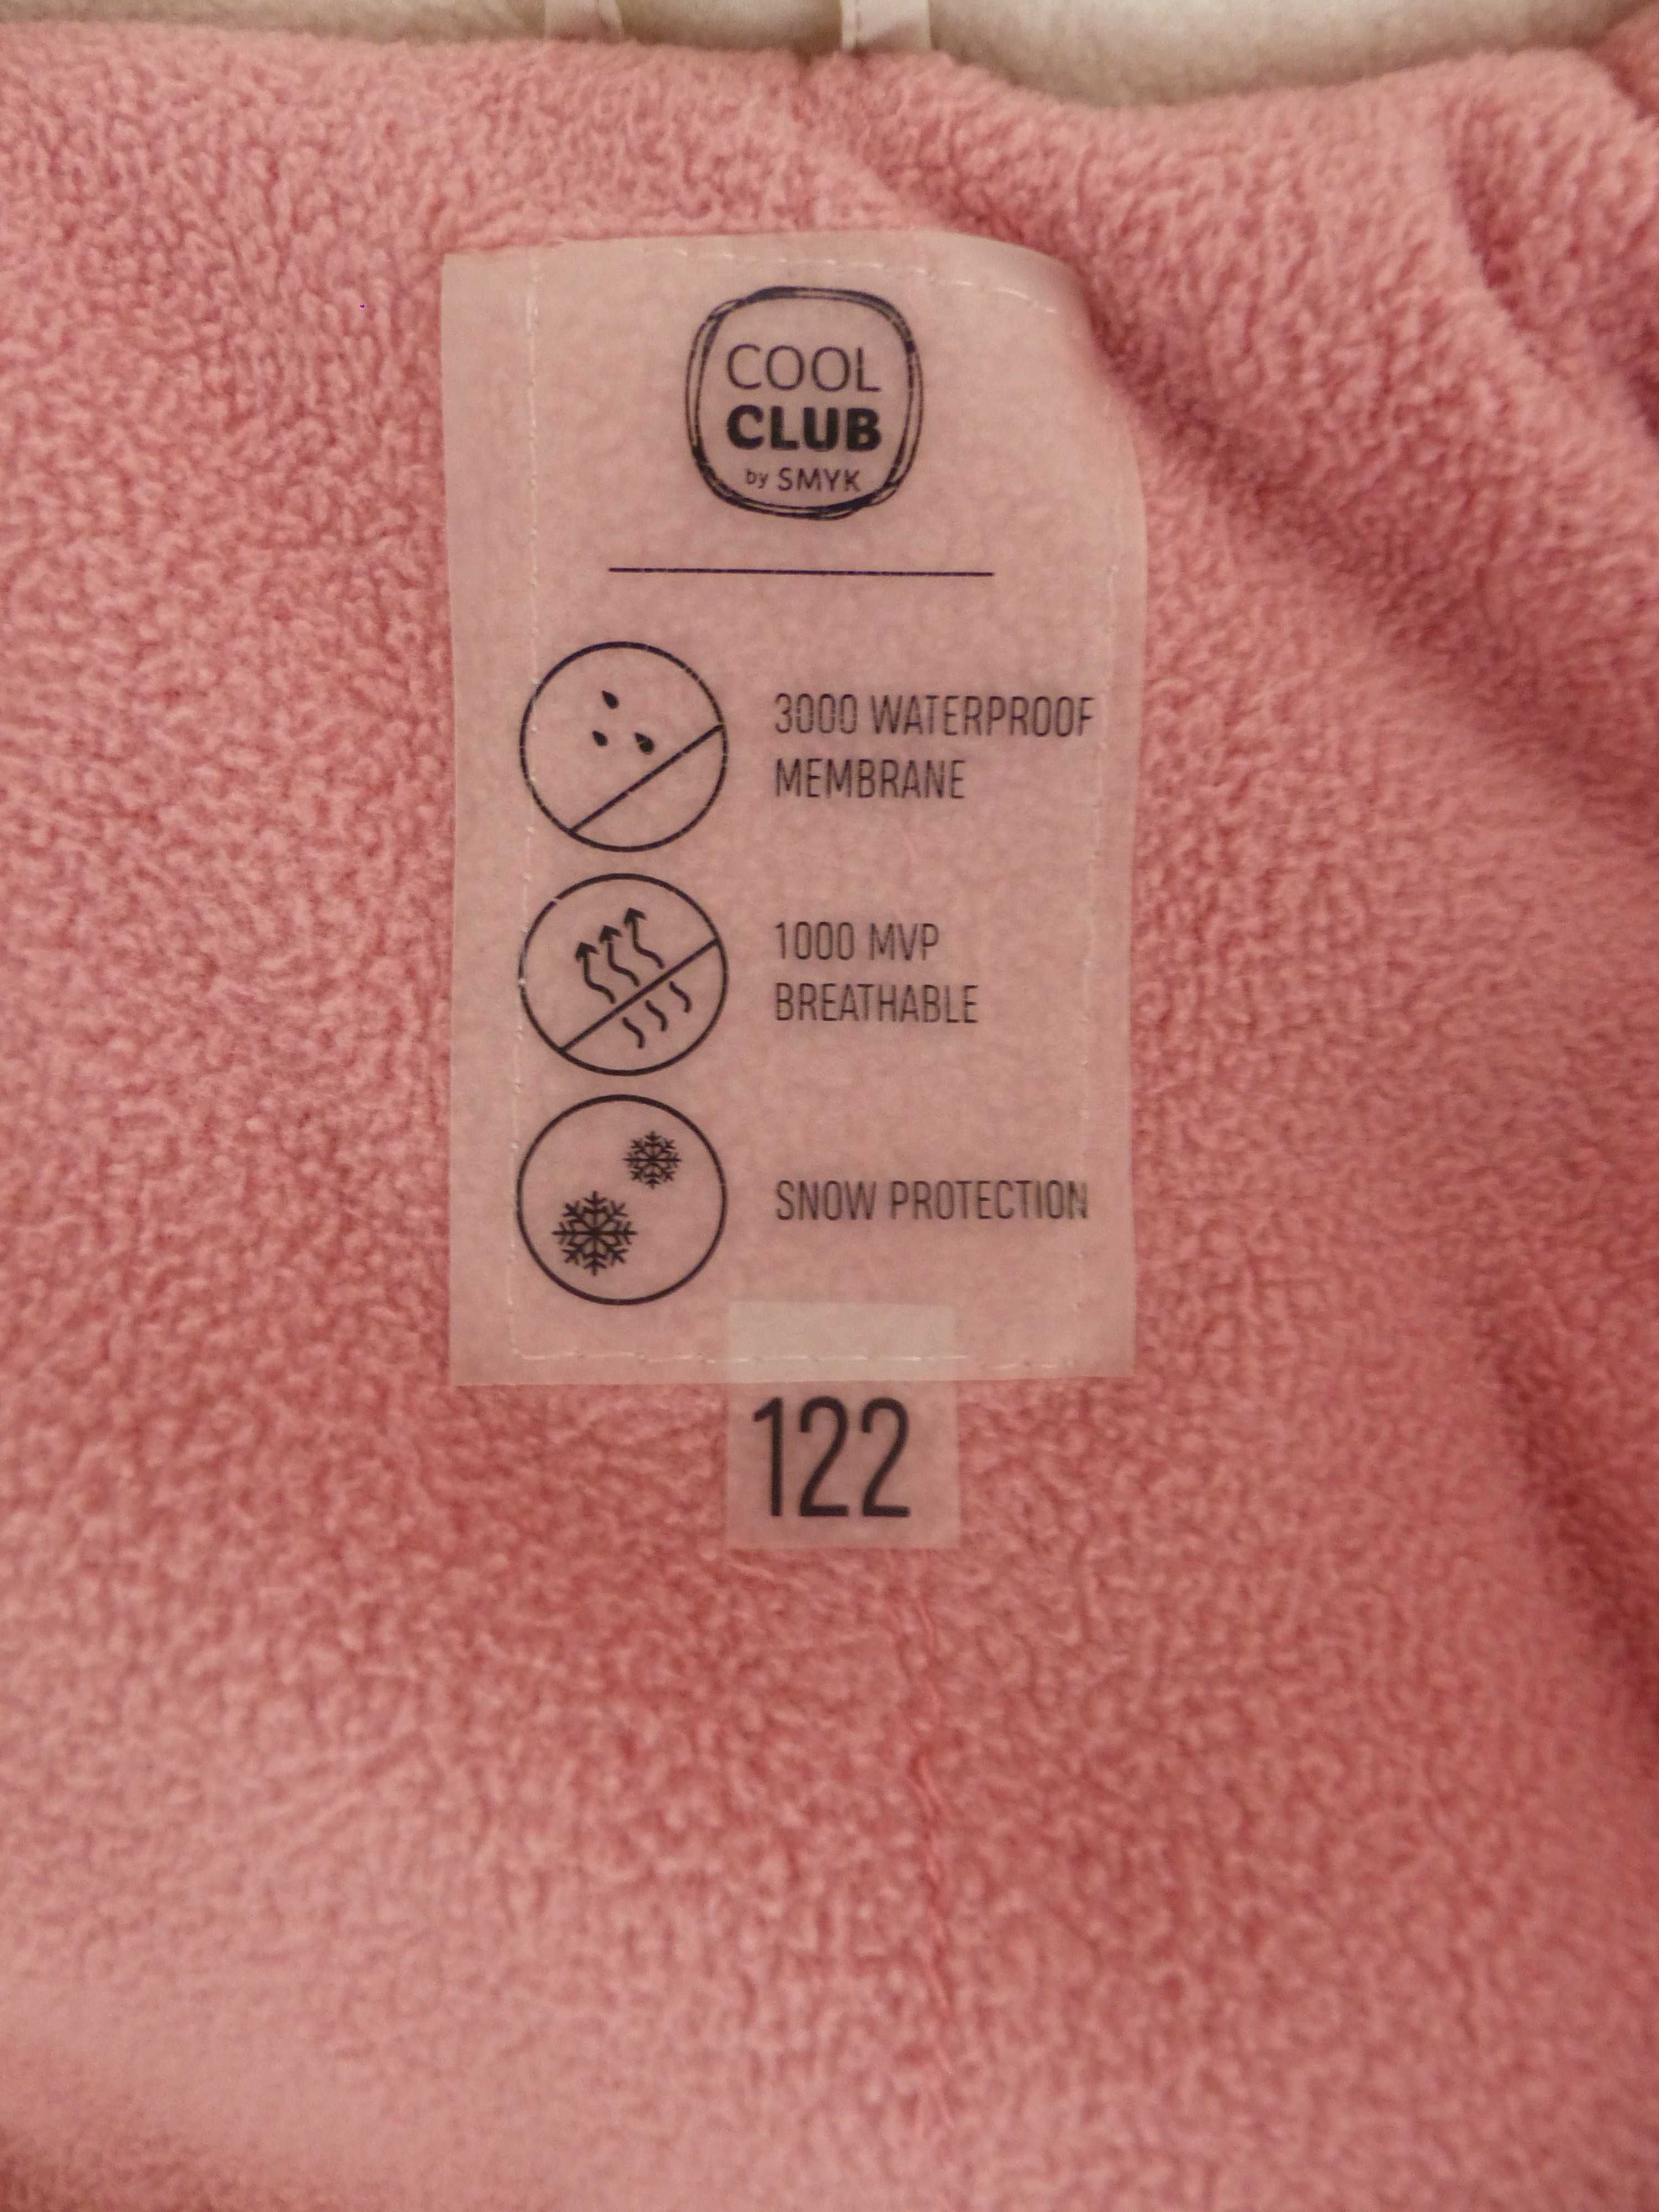 COOL
CLUB
by SMYK
3000 WATERPROOF
MEMBRANE
1000 MVP
BREATHABLE
SNOW PROTECTION
122